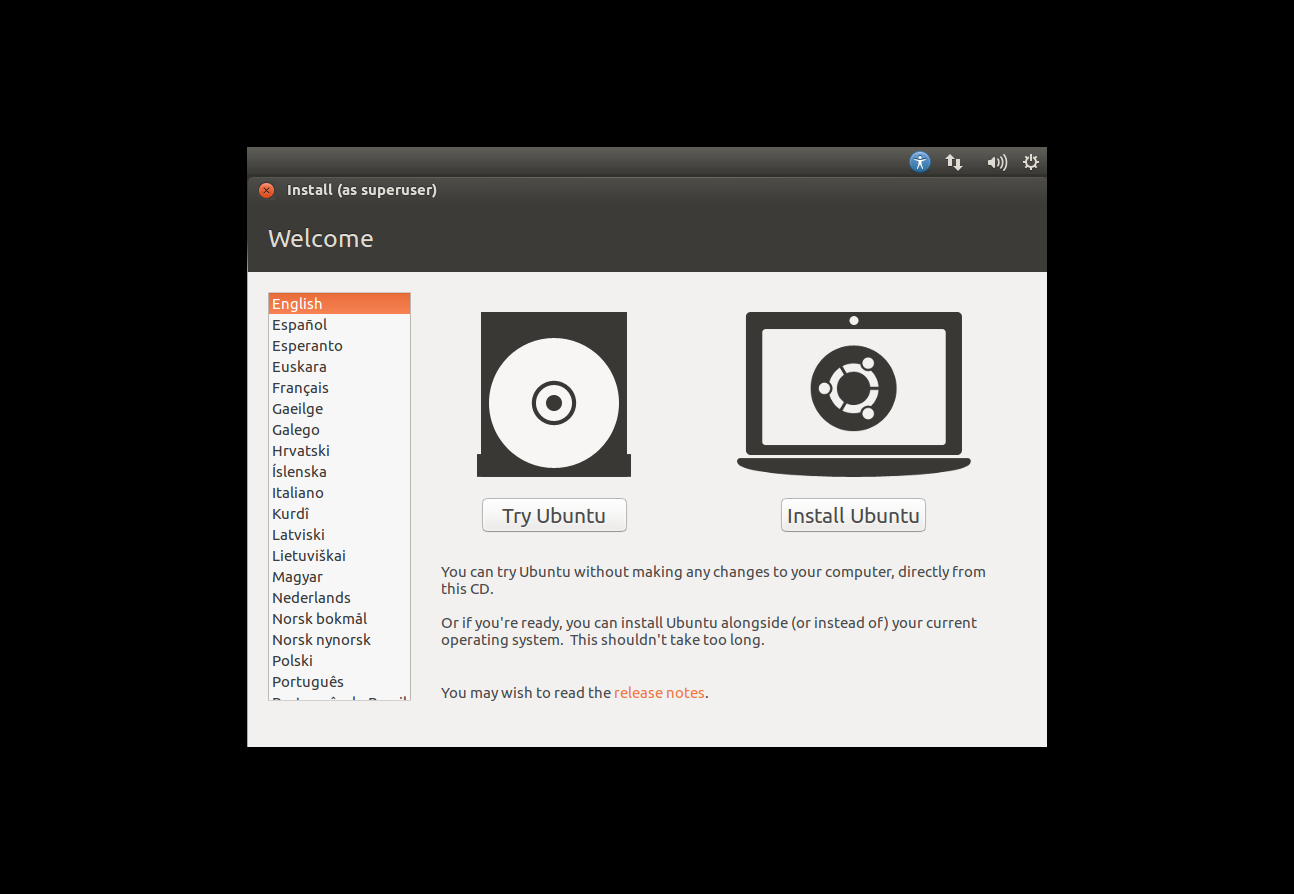 Install (as superuser)
Welcome
English
Español
Esperanto
Euskara
Français
Gaeilge
Galego
Hrvatski
Íslenska
Italiano
Kurdî
Latviski
Lietuviškai
Magyar
Nederlands
Norsk bokmål
Norsk nynorsk
Polski
Português
Try Ubuntu
Install Ubuntu
You can try Ubuntu without making any changes to your computer, directly from
this CD.
Or if you're ready, you can install Ubuntu alongside (or instead of) your current
operating system.  This shouldn't take too long.
You may wish to read the release notes.